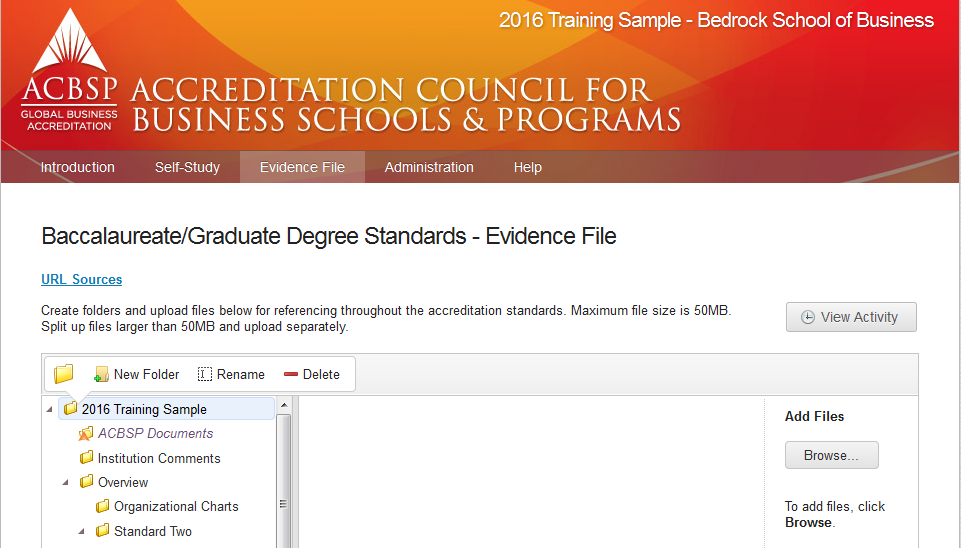 2016 Training Sample - Bedrock School of Business
ACBSP
GLOBAL BUSINESS
ACCREDITATION
ACCREDITATION COUNCIL FOR
BUSINESS SCHOOLS & PROGRAMS
Introduction Self-Study Evidence File Administration Help
Baccalaureate/Graduate Degree Standards - Evidence File
URL Sources
Create folders and upload files below for referencing throughout the accreditation standards. Maximum file size is 50MB.
Split up files larger than 50MB and upload separately.
View Activity
New Folder Rename Delete
2016 Training Sample
ACBSP Documents
Institution Comments
Overview
Organizational Charts
Standard Two
Add Files
Browse...
To add files, click
Browse.